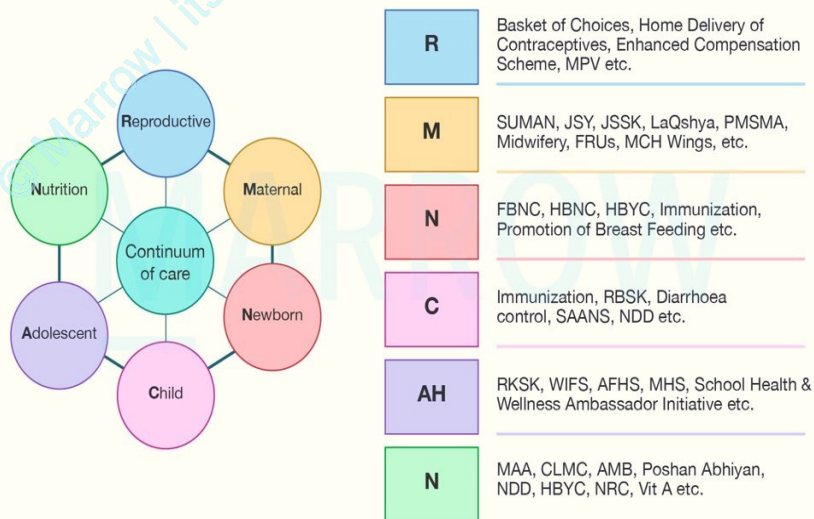 Reproductive
Maternal
Newborn
Child
Adolescent
Nutrition
Continuum
of care
R
Basket of Choices, Home Delivery of
Contraceptives, Enhanced Compensation
Scheme, MPV etc.
M
SUMAN, JSY, JSSK, LaQshya, PMSMA,
Midwifery, FRUs, MCH Wings, etc.
N
FBNC, HBNC, HBYC, Immunization,
Promotion of Breast Feeding etc.
C
Immunization, RBSK, Diarrhoea
control, SAANS, NDD etc.
AH
RKSK, WIFS, AFHS, MHS, School Health &
Wellness Ambassador Initiative etc.
N
MAA, CLMC, AMB, Poshan Abhiyan,
NDD, HBYC, NRC, Vit A etc.
© Marrow |
MARROW